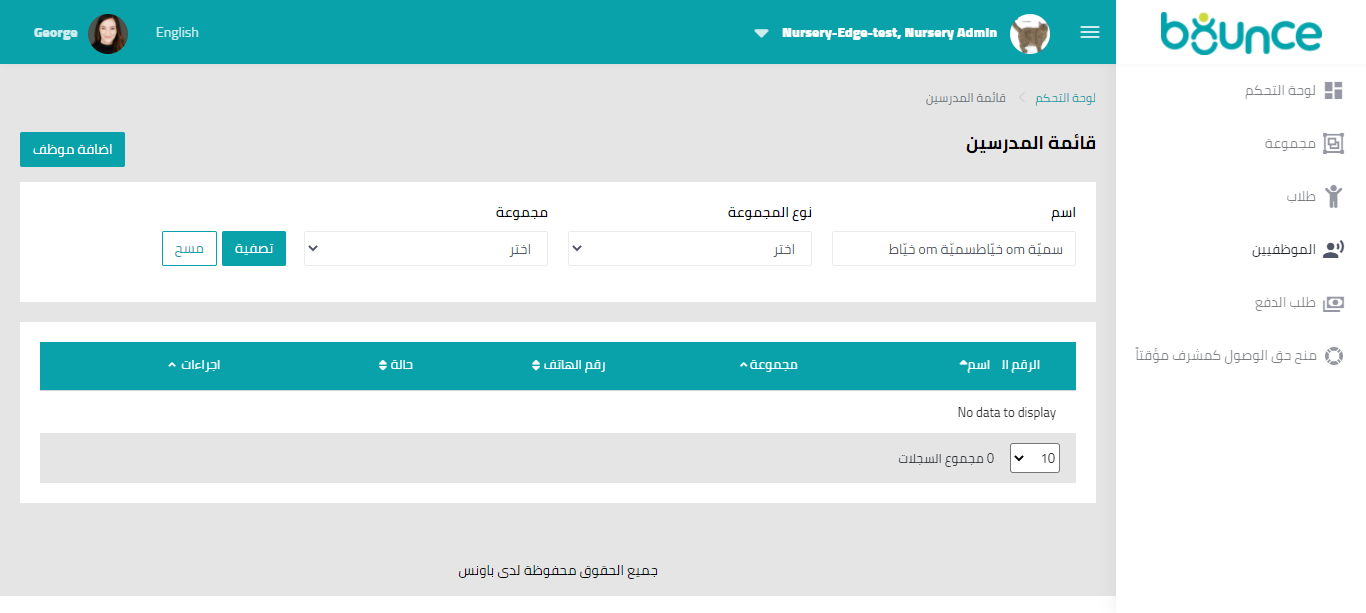 bounce
Nursery-Edge-test, Nursery Admin
English
George
لوحة التحكم
مجموعة
طلاب
الموظفيين
طلب الدفع
منح حق الوصول كمشرف مؤقتاً
لوحة التحكم
قائمة المدرسين
قائمة المدرسين
اضافة موظف
اسم
نوع المجموعة
مجموعة
سميّة om خيّاطسميّة om خيّاط
اختر
اختر
تصفية
مسح
الرقم ال اسم مجموعة رقم الهاتف حالة اجراءات
No data to display
10
0 مجموع السجلات
جميع الحقوق محفوظة لدى باونس